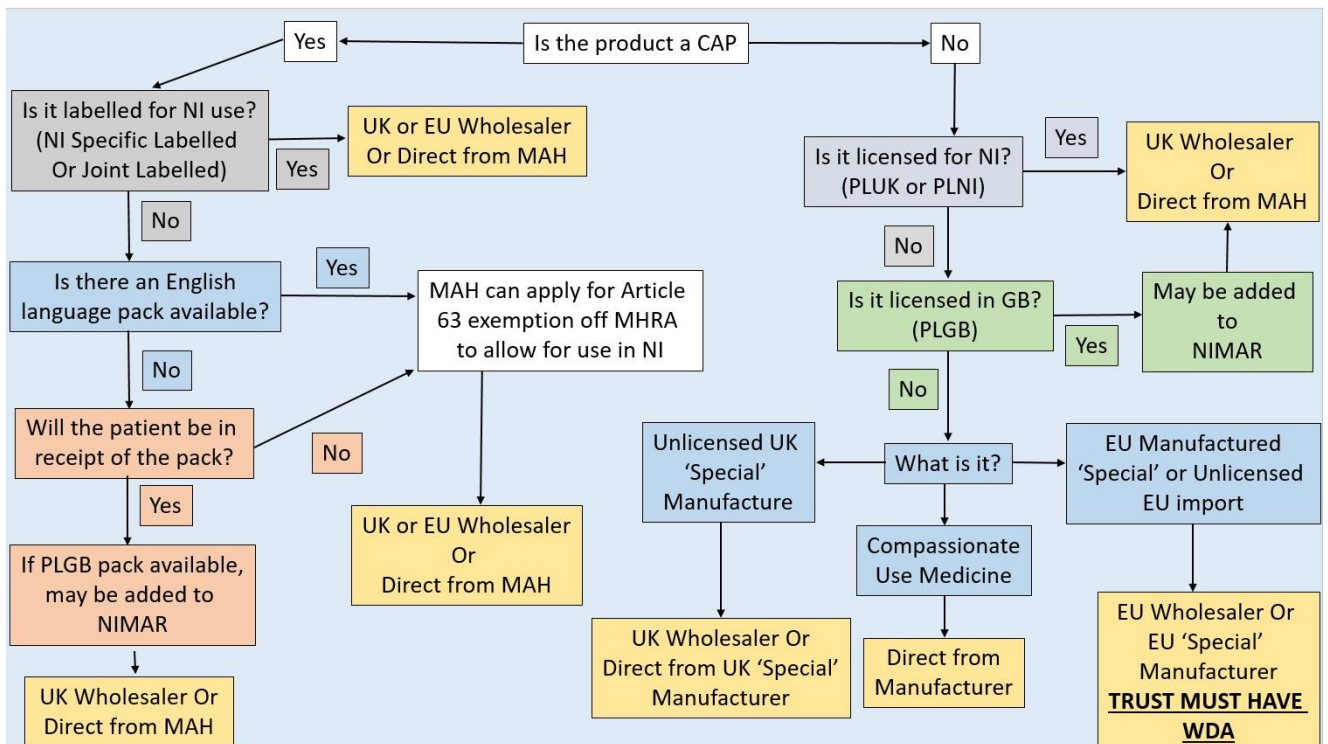 Is the product a CAP
Yes
No
Is it labelled for NI use?
(NI Specific Labelled
Or Joint Labelled)
Yes
UK or EU Wholesaler
Or Direct from MAH
No
Is there an English
language pack available?
Yes
MAH can apply for Article
63 exemption off MHRA
to allow for use in NI
No
Will the patient be in
receipt of the pack?
No
UK or EU Wholesaler
Or
Direct from MAH
Yes
If PLGB pack available,
may be added to
NIMAR
UK Wholesaler Or
Direct from MAH
Is it licensed for NI?
(PLUK or PLNI)
Yes
UK Wholesaler
Or
Direct from MAH
No
Is it licensed in GB?
(PLGB)
Yes
May be added
to
NIMAR
No
What is it?
Unlicensed UK
‘Special’
Manufacture
UK Wholesaler Or
Direct from UK ‘Special’
Manufacturer
Compassionate
Use Medicine
Direct from
Manufacturer
EU Manufactured
‘Special’ or Unlicensed
EU import
EU Wholesaler Or
EU ‘Special’
Manufacturer
TRUST MUST HAVE
WDA